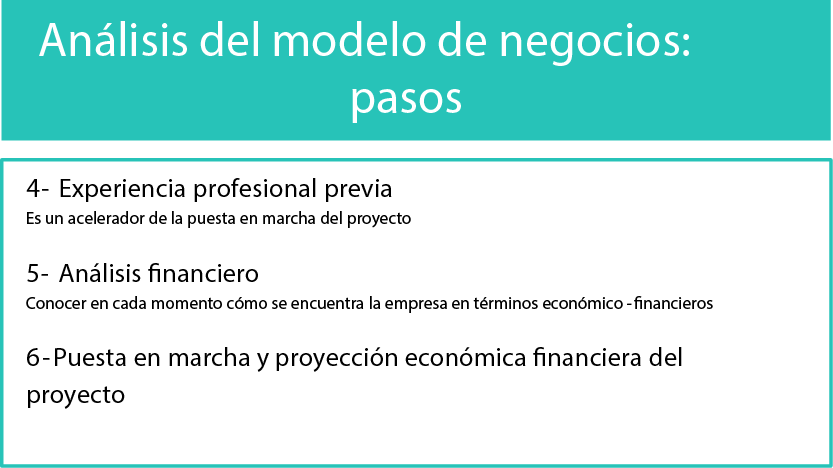 Análisis del modelo de negocios:
pasos
4- Experiencia profesional previa
Es un acelerador de la puesta en marcha del proyecto
5- Análisis financiero
Conocer en cada momento cómo se encuentra la empresa en términos económico -financieros
6-Puesta en marcha y proyección económica financiera del
proyecto